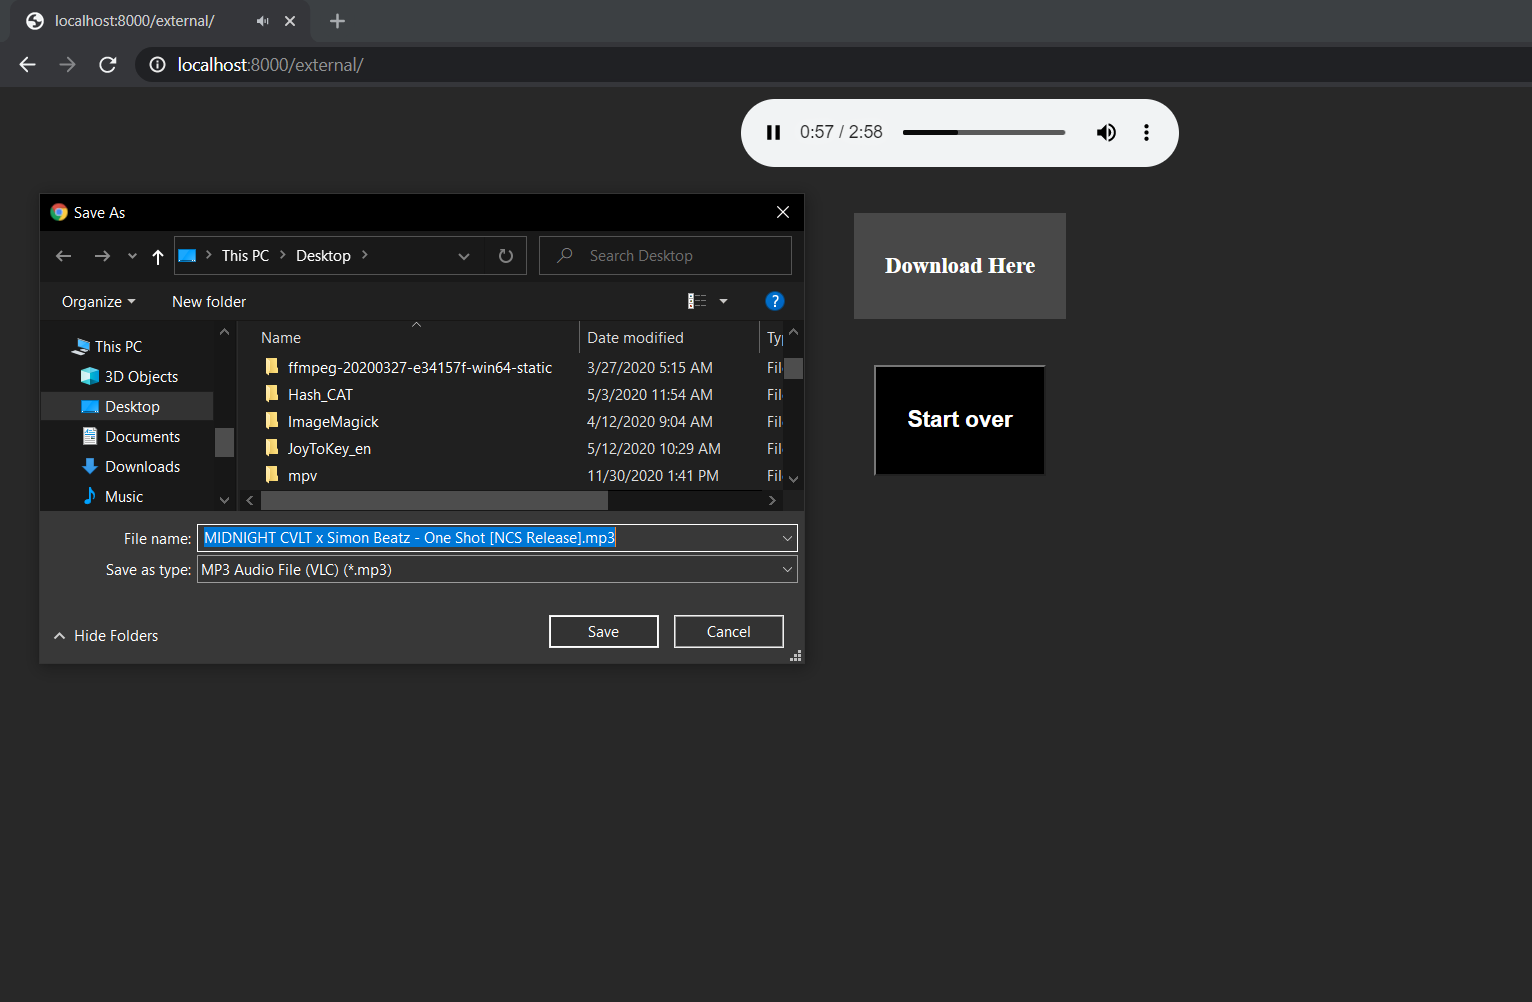 localhost:8000/external/
localhost:8000/external/
0:57 / 2:58
Save As
This PC
Desktop
Search Desktop
Organize
New folder
?
This PC
3D Objects
Desktop
Documents
Downloads
Music
Name
Date modified
Ty
ffmpeg-20200327-e34157f-win64-static
3/27/2020 5:15 AM
Fil
Hash_CAT
5/3/2020 11:54 AM
Fil
ImageMagick
4/12/2020 9:04 AM
Fil
JoyToKey_en
5/12/2020 10:29 AM
Fil
mpv
11/30/2020 1:41 PM
Fil
File name:
MIDNIGHT CVLT x Simon Beatz - One Shot [NCS Release].mp3
Save as type:
MP3 Audio File (VLC) (*.mp3)
Hide Folders
Save
Cancel
Download Here
Start over